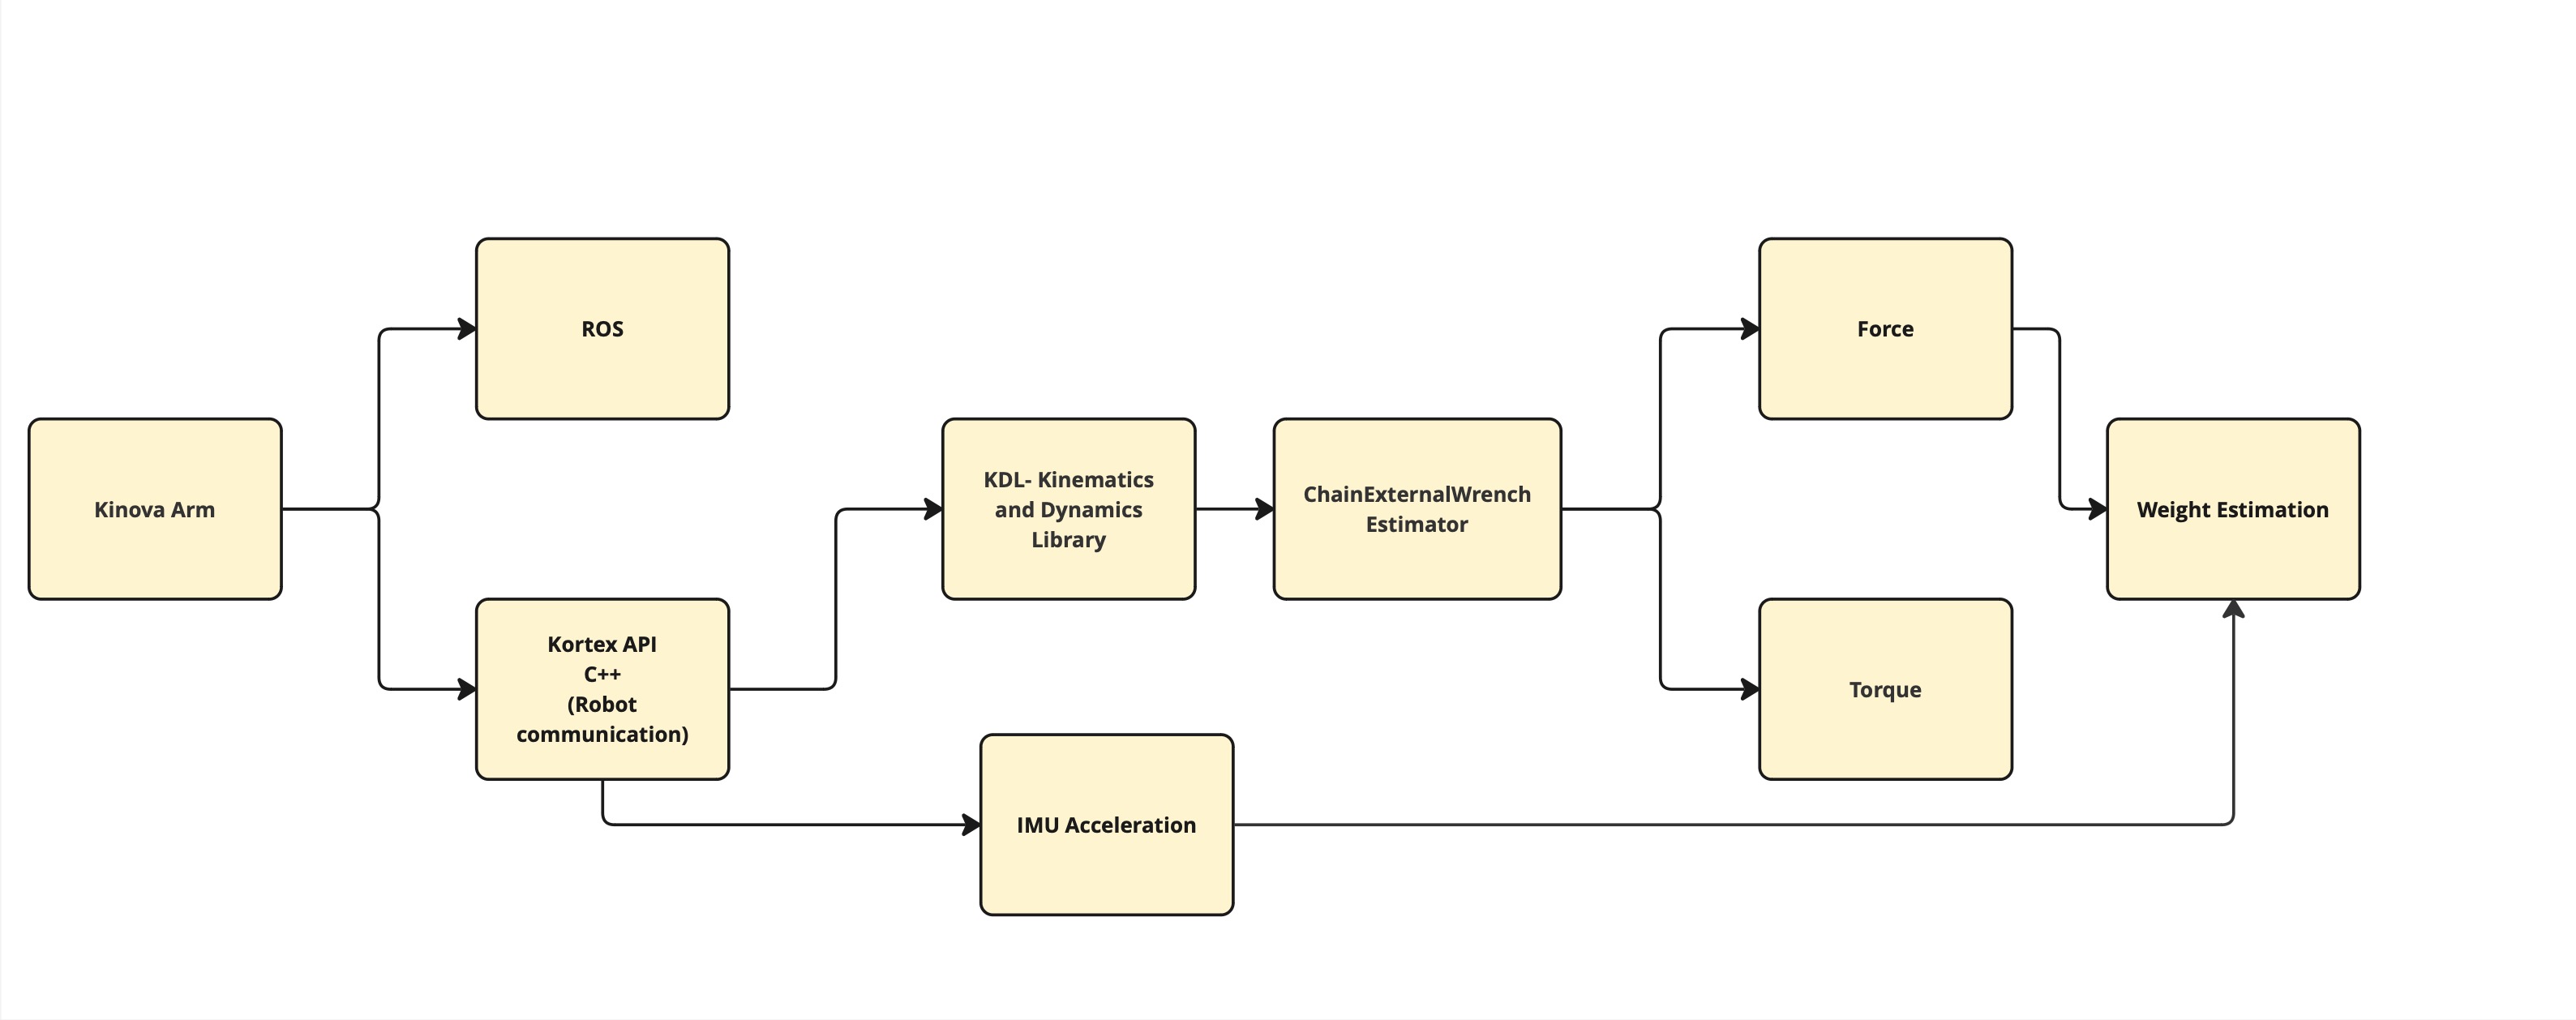 Kinova Arm
ROS
Kortex API
C++
(Robot
communication)
KDL- Kinematics
and Dynamics
Library
ChainExternalWrench
Estimator
IMU Acceleration
Force
Torque
Weight Estimation